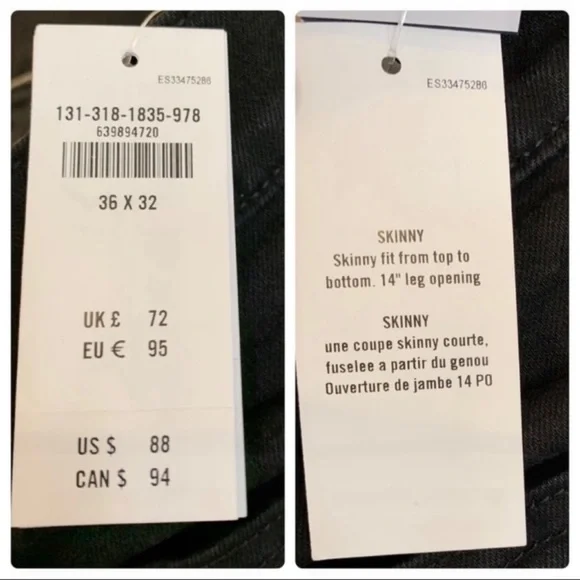 ES33475286
131-318-1835-978
639894720
36 X 32
UK £ 72
EU € 95
US $ 88
CAN $ 94
ES33475286
SKINNY
Skinny fit from top to
bottom. 14" leg opening
SKINNY
une coupe skinny courte,
fuselee a partir du genou
Ouverture de jambe 14 PO